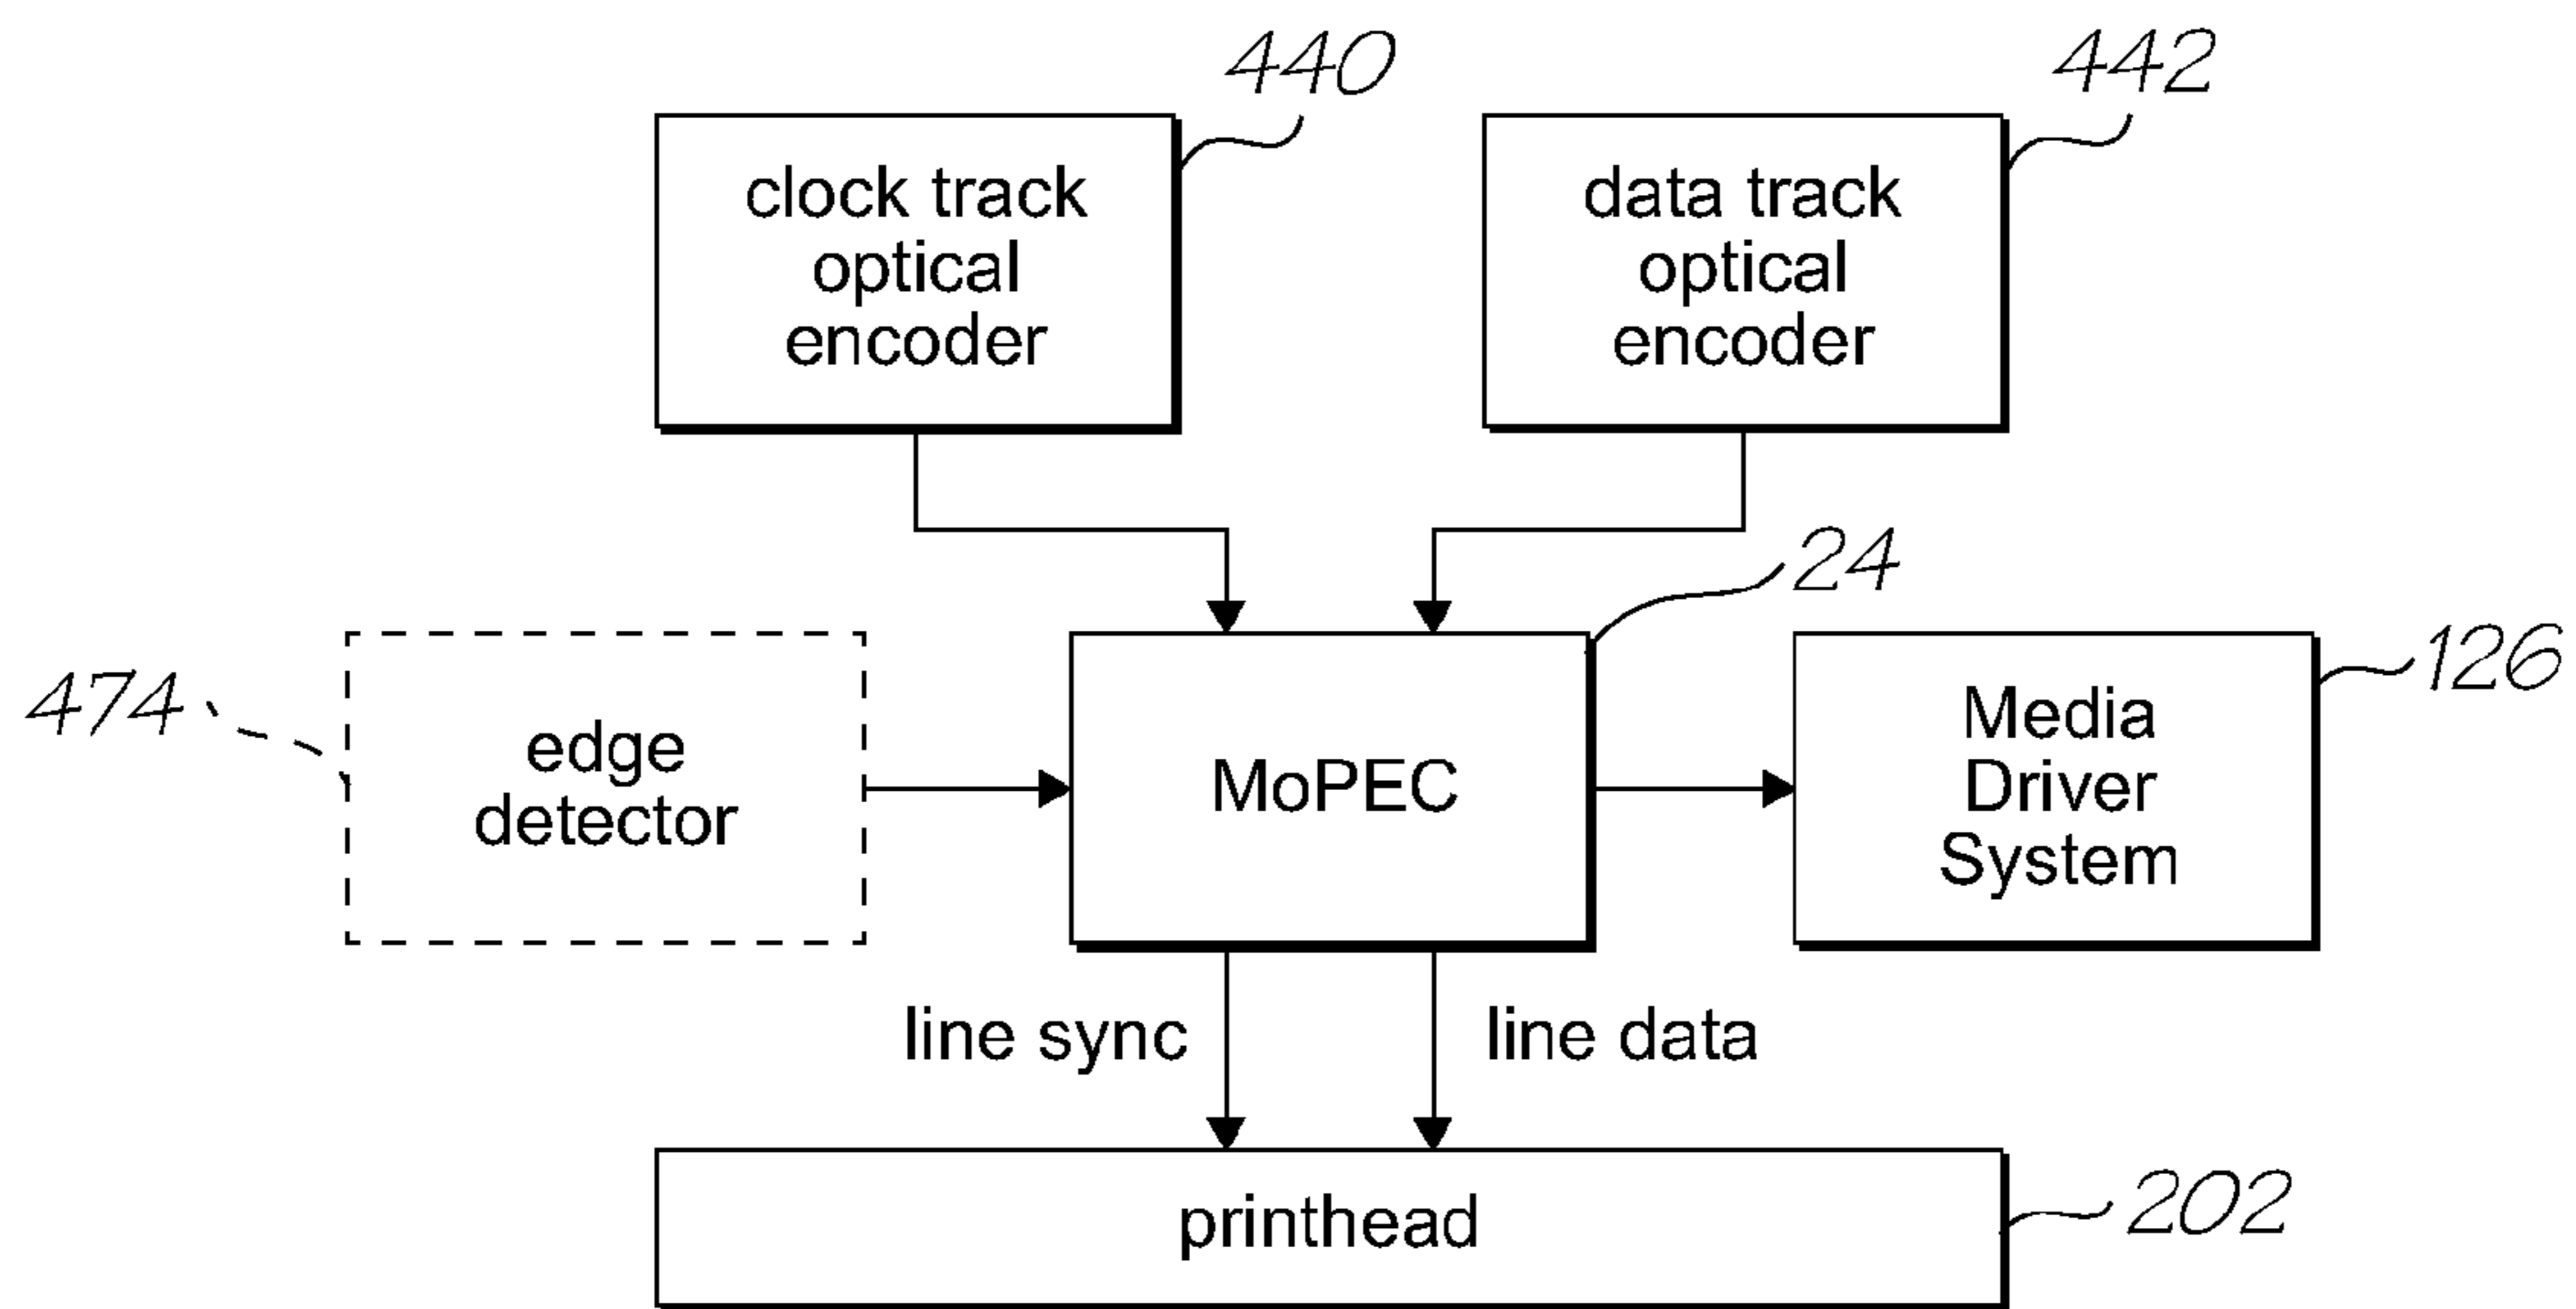 440
442
clock track
optical
encoder
data track
optical
encoder
24
126
474
edge
detector
MoPEC
Media
Driver
System
line sync
line data
printhead
202